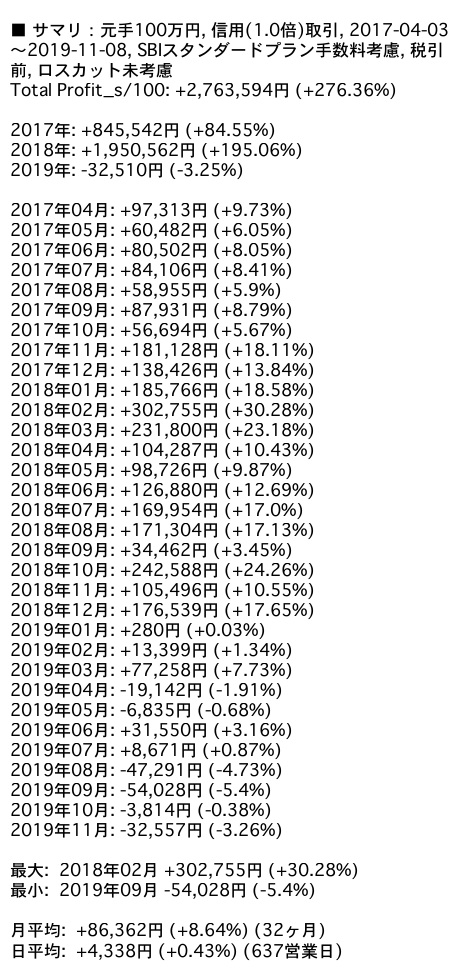 ■ サマリ：元手100万円, 信用(1.0倍)取引, 2017-04-03
〜2019-11-08, SBIスタンダードプラン手数料考慮, 税引
前, ロスカット未考慮
Total Profit_s/100: +2,763,594円 (+276.36%)
2017年: +845,542円 (+84.55%)
2018年: +1,950,562円 (+195.06%)
2019年: -32,510円 (-3.25%)
2017年04月: +97,313円 (+9.73%)
2017年05月: +60,482円 (+6.05%)
2017年06月: +80,502円 (+8.05%)
2017年07月: +84,106円 (+8.41%)
2017年08月: +58,955円 (+5.9%)
2017年09月: +87,931円 (+8.79%)
2017年10月: +56,694円 (+5.67%)
2017年11月: +181,128円 (+18.11%)
2017年12月: +138,426円 (+13.84%)
2018年01月: +185,766円 (+18.58%)
2018年02月: +302,755円 (+30.28%)
2018年03月: +231,800円 (+23.18%)
2018年04月: +104,287円 (+10.43%)
2018年05月: +98,726円 (+9.87%)
2018年06月: +126,880円 (+12.69%)
2018年07月: +169,954円 (+17.0%)
2018年08月: +171,304円 (+17.13%)
2018年09月: +34,462円 (+3.45%)
2018年10月: +242,588円 (+24.26%)
2018年11月: +105,496円 (+10.55%)
2018年12月: +176,539円 (+17.65%)
2019年01月: +280円 (+0.03%)
2019年02月: +13,399円 (+1.34%)
2019年03月: +77,258円 (+7.73%)
2019年04月: -19,142円 (-1.91%)
2019年05月: -6,835円 (-0.68%)
2019年06月: +31,550円 (+3.16%)
2019年07月: +8,671円 (+0.87%)
2019年08月: -47,291円 (-4.73%)
2019年09月: -54,028円 (-5.4%)
2019年10月: -3,814円 (-0.38%)
2019年11月: -32,557円 (-3.26%)
最大: 2018年02月 +302,755円 (+30.28%)
最小: 2019年09月 -54,028円 (-5.4%)
月平均: +86,362円 (+8.64%) (32ヶ月)
日平均: +4,338円 (+0.43%) (637営業日)